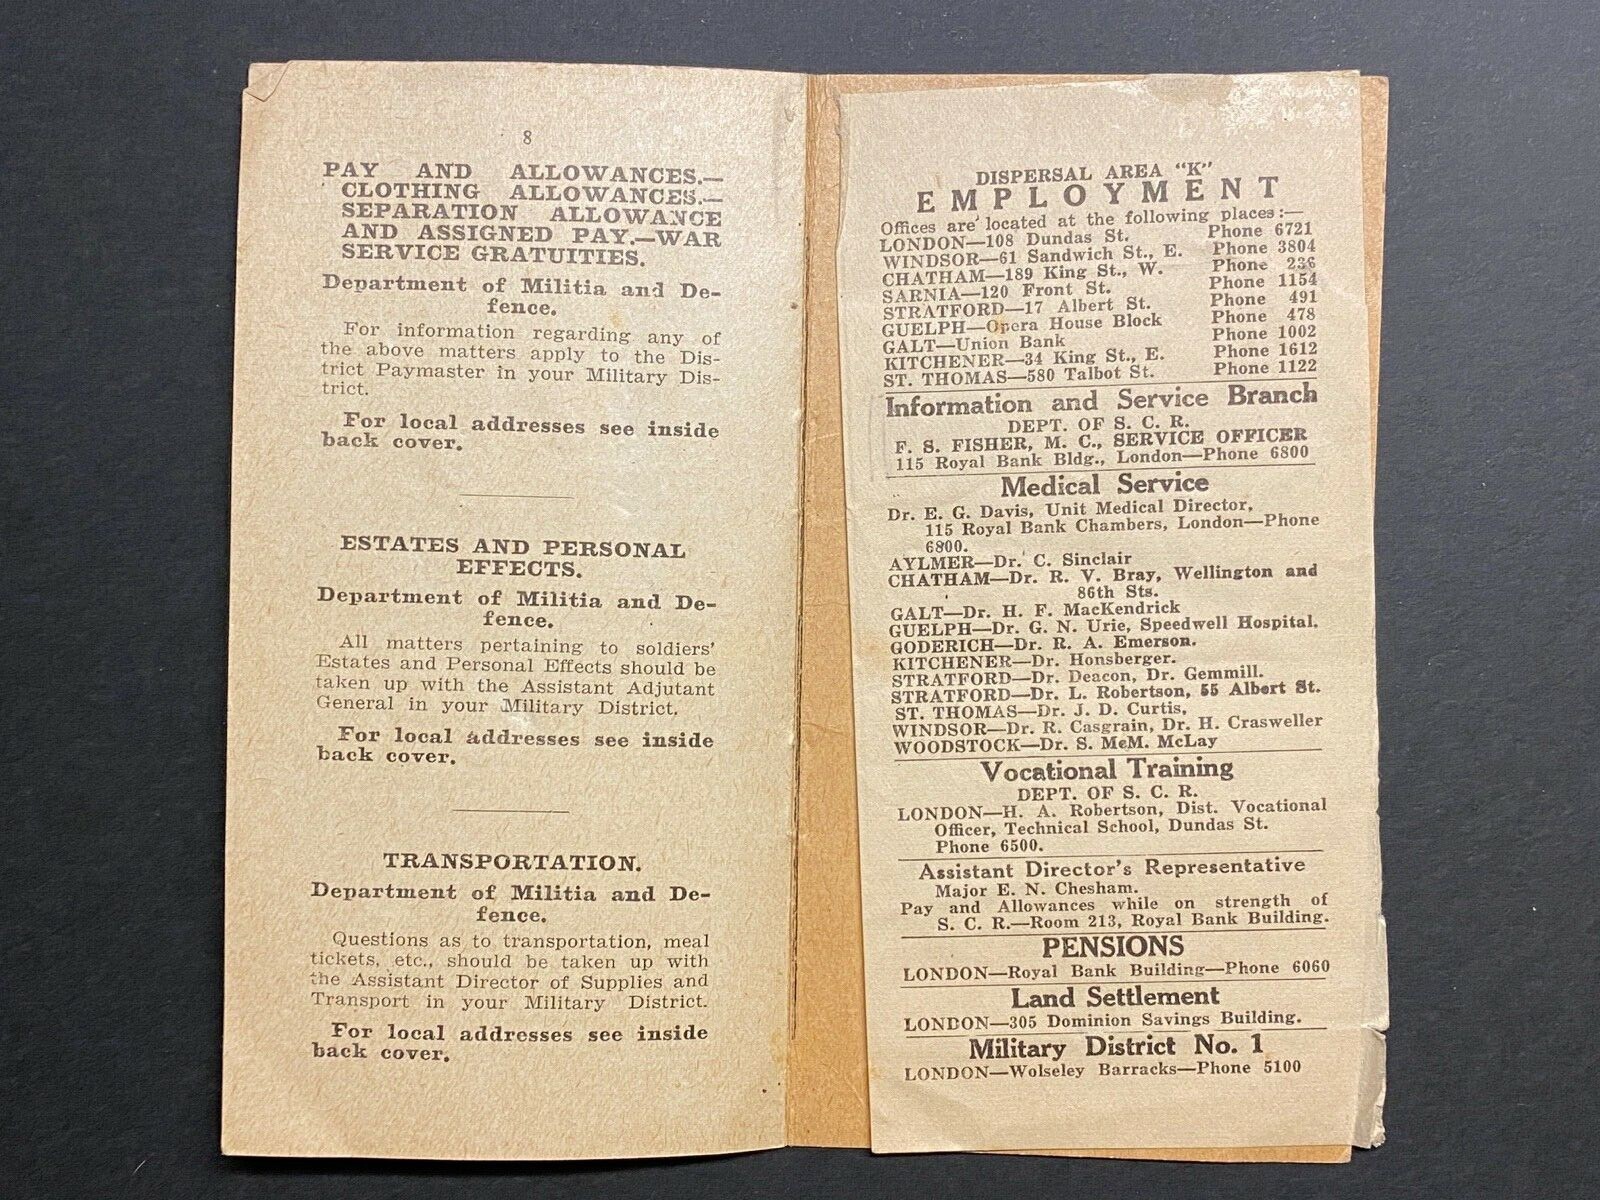 8
PAY AND ALLOWANCES.—
CLOTHING ALLOWANCES.—
SEPARATION ALLOWANCE
AND ASSIGNED PAY.—WAR
SERVICE GRATUITIES.
Department of Militia and De-
fence.
For information regarding any of
the above matters apply to the Dis-
trict Paymaster in your Military Dis-
trict.
For local addresses see inside
back cover.
ESTATES AND PERSONAL
EFFECTS.
Department of Militia and De-
fence.
All matters pertaining to soldiers'
Estates and Personal Effects should be
taken up with the Assistant Adjutant
General in your Military District.
For local addresses see inside
back cover.
TRANSPORTATION.
Department of Militia and De-
fence.
Questions as to transportation, meal
tickets, etc., should be taken up with
the Assistant Director of Supplies and
Transport in your Military District.
For local addresses see inside
back cover.
DISPERSAL AREA "K"
EMPLOYMENT
Offices are located at the following places:—
LONDON—108 Dundas St. Phone 6721
WINDSOR—61 Sandwich St., E. Phone 3804
CHATHAM—189 King St., W. Phone 236
SARNIA—120 Front St. Phone 1154
STRATFORD—17 Albert St. Phone 491
GUELPH—Opera House Block Phone 478
GALT—Union Bank Phone 1002
KITCHENER—34 King St., E. Phone 1612
ST. THOMAS—580 Talbot St. Phone 1122
Information and Service Branch
DEPT. OF S. C. R.
F. S. FISHER, M. C., SERVICE OFFICER
115 Royal Bank Bldg., London—Phone 6800
Medical Service
Dr. E. G. Davis, Unit Medical Director,
115 Royal Bank Chambers, London—Phone
6800.
AYLMER—Dr. C. Sinclair
CHATHAM—Dr. R. V. Bray, Wellington and
86th Sts.
GALT—Dr. H. F. MacKendrick
GUELPH—Dr. G. N. Urie, Speedwell Hospital.
GODERICH—Dr. R. A. Emerson.
KITCHENER—Dr. Honsberger.
STRATFORD—Dr. Deacon, Dr. Gemmill.
STRATFORD—Dr. L. Robertson, 55 Albert St.
ST. THOMAS—Dr. J. D. Curtis,
WINDSOR—Dr. R. Casgrain, Dr. H. Crasweller
WOODSTOCK—Dr. S. McM. McLay
Vocational Training
DEPT. OF S. C. R.
LONDON—H. A. Robertson, Dist. Vocational
Officer, Technical School, Dundas St.
Phone 6500.
Assistant Director's Representative
Major E. N. Chesham.
Pay and Allowances while on strength of
S. C. R.—Room 213, Royal Bank Building.
PENSIONS
LONDON—Royal Bank Building—Phone 6060
Land Settlement
LONDON—305 Dominion Savings Building.
Military District No. 1
LONDON—Wolseley Barracks—Phone 5100